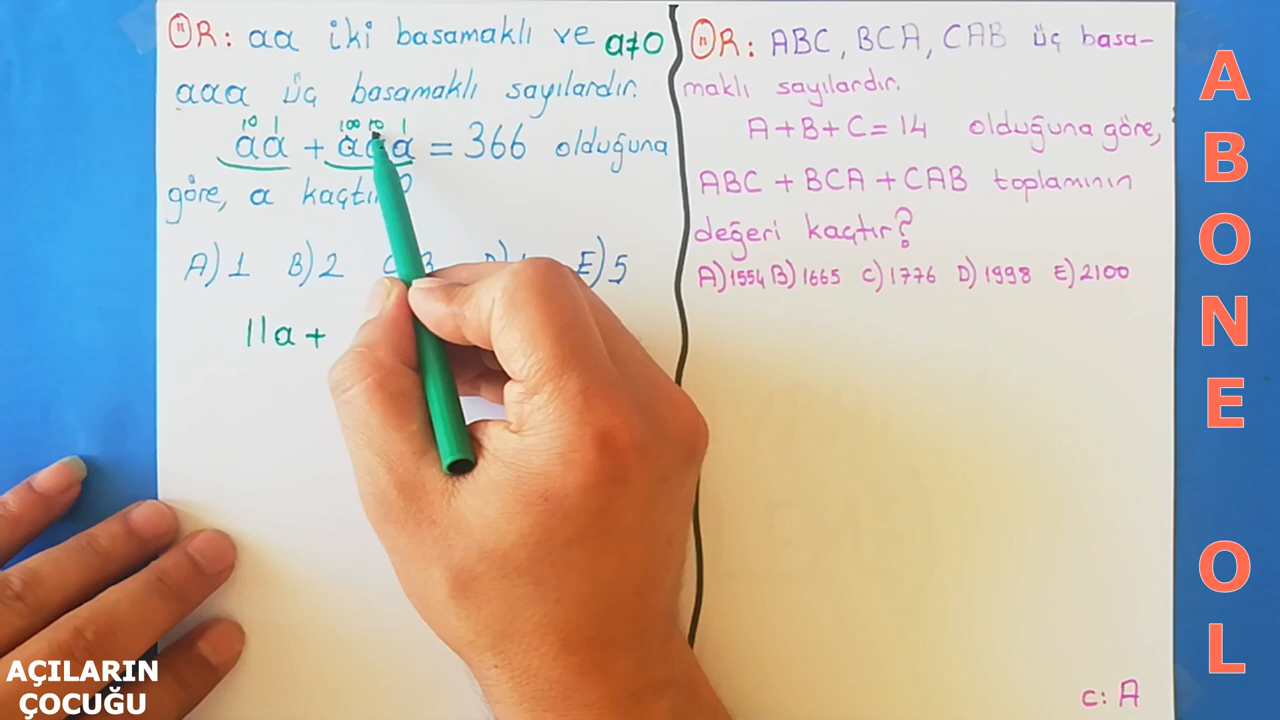 ÖR: aa iki basamaklı ve a≠0
aaa üç basamaklı sayılardır.
10 1 100 10 1
aa + aaa = 366 olduğuna
göre, a
A) 1 B) 2 E) 5
11a +
ÖR: ABC, BCA, CAB üç basa-
maklı sayılardır.
A+B+C=14 olduğuna göre,
ABC + BCA + CAB toplamının
değeri kaçtır?
A) 1554 B) 1665 C) 1776 D) 1998 E) 2100
C: A
ABONE OL
AÇILARIN
ÇOCUĞU